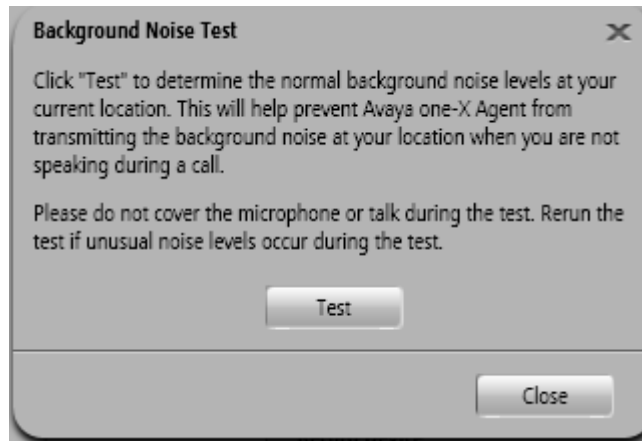 Background Noise Test
Click "Test" to determine the normal background noise levels at your
current location. This will help prevent Avaya one-X Agent from
transmitting the background noise at your location when you are not
speaking during a call.
Please do not cover the microphone or talk during the test. Rerun the
test if unusual noise levels occur during the test.
Test
Close